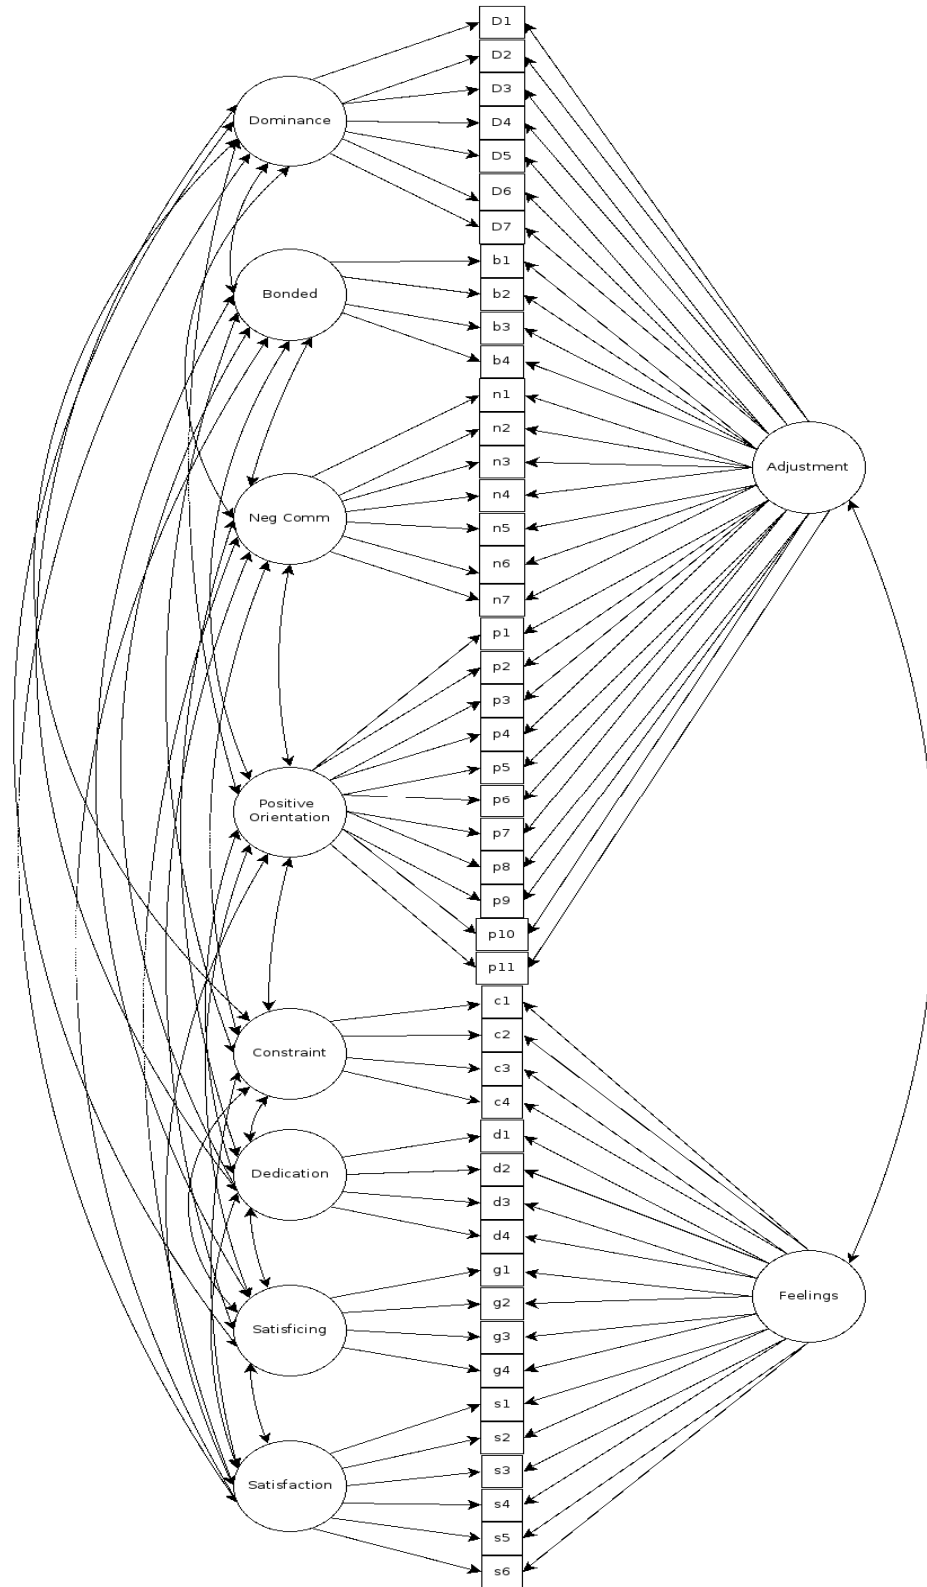 D1
D2
D3
D4
D5
D6
D7
b1
b2
b3
b4
n1
n2
n3
n4
n5
n6
n7
p1
p2
p3
p4
p5
p6
p7
p8
p9
p10
p11
c1
c2
c3
c4
d1
d2
d3
d4
g1
g2
g3
g4
s1
s2
s3
s4
s5
s6
Dominance
Bonded
Neg Comm
Positive
Orientation
Constraint
Dedication
Satisficing
Satisfaction
Adjustment
Feelings